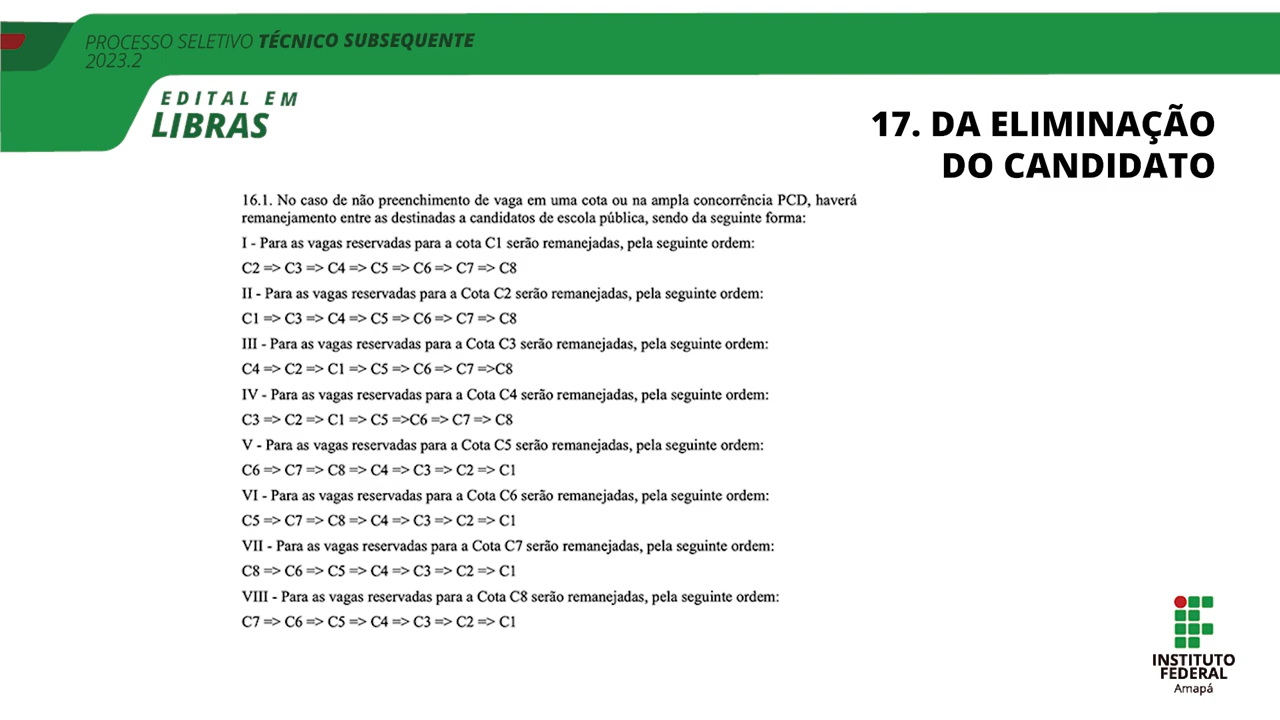 PROCESSO SELETIVO TÉCNICO SUBSEQUENTE
2023.2
EDITAL EM
LIBRAS
17. DA ELIMINAÇÃO
DO CANDIDATO
16.1. No caso de não preenchimento de vaga em uma cota ou na ampla concorrência PCD, haverá
remanejamento entre as destinadas a candidatos de escola pública, sendo da seguinte forma:
I - Para as vagas reservadas para a cota C1 serão remanejadas, pela seguinte ordem:
C2 => C3 => C4 => C5 => C6 => C7 => C8
II - Para as vagas reservadas para a Cota C2 serão remanejadas, pela seguinte ordem:
C1 => C3 => C4 => C5 => C6 => C7 => C8
III - Para as vagas reservadas para a Cota C3 serão remanejadas, pela seguinte ordem:
C4 => C2 => C1 => C5 => C6 => C7 =>C8
IV - Para as vagas reservadas para a Cota C4 serão remanejadas, pela seguinte ordem:
C3 => C2 => C1 => C5 =>C6 => C7 => C8
V - Para as vagas reservadas para a Cota C5 serão remanejadas, pela seguinte ordem:
C6 => C7 => C8 => C4 => C3 => C2 => C1
VI - Para as vagas reservadas para a Cota C6 serão remanejadas, pela seguinte ordem:
C5 => C7 => C8 => C4 => C3 => C2 => C1
VII - Para as vagas reservadas para a Cota C7 serão remanejadas, pela seguinte ordem:
C8 => C6 => C5 => C4 => C3 => C2 => C1
VIII - Para as vagas reservadas para a Cota C8 serão remanejadas, pela seguinte ordem:
C7 => C6 => C5 => C4 => C3 => C2 => C1
INSTITUTO
FEDERAL
Amapá